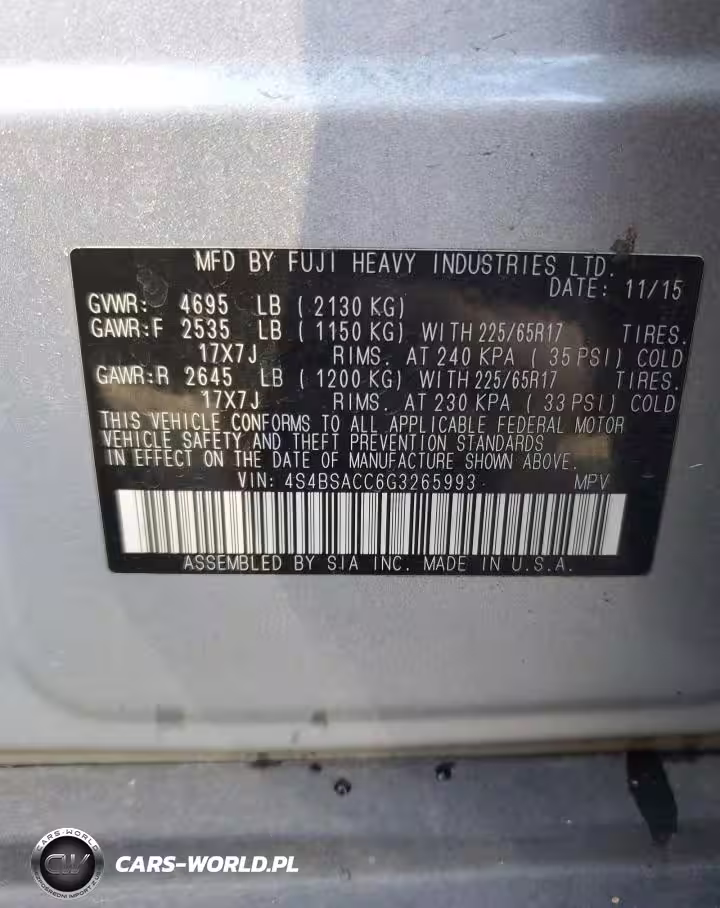 MFD BY FUJI HEAVY INDUSTRIES LTD.
DATE: 11/15
GVWR: 4695 LB ( 2130 KG)
GAWR:F 2535 LB ( 1150 KG) WITH 225/65R17 TIRES.
17X7J RIMS. AT 240 KPA ( 35 PSI) COLD
GAWR:R 2645 LB ( 1200 KG) WITH 225/65R17 TIRES.
17X7J RIMS. AT 230 KPA ( 33 PSI) COLD
THIS VEHICLE CONFORMS TO ALL APPLICABLE FEDERAL MOTOR
VEHICLE SAFETY AND THEFT PREVENTION STANDARDS
IN EFFECT ON THE DATE OF MANUFACTURE SHOWN ABOVE.
VIN: 4S4BSACC6G3265993 MPV
ASSEMBLED BY SIA INC. MADE IN U.S.A.
CARS-WORLD
CW
CARS-WORLD.PL